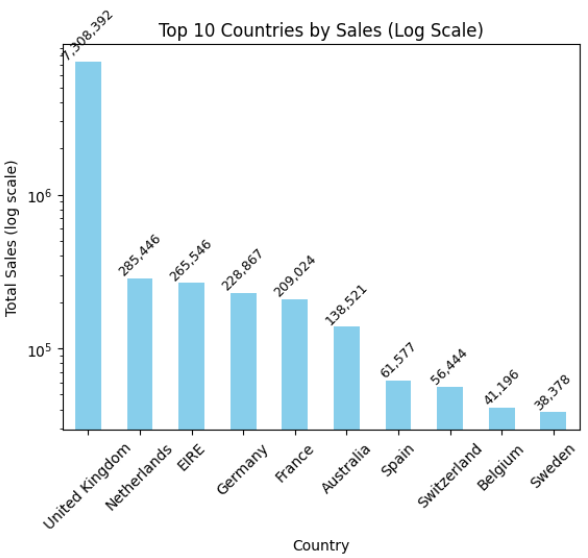 Top 10 Countries by Sales (Log Scale)
Total Sales (log scale)
10⁶
10⁵
7,308,392
285,446
265,546
228,867
209,024
138,521
61,577
56,444
41,196
38,378
United Kingdom
Netherlands
EIRE
Germany
France
Australia
Spain
Switzerland
Belgium
Sweden
Country